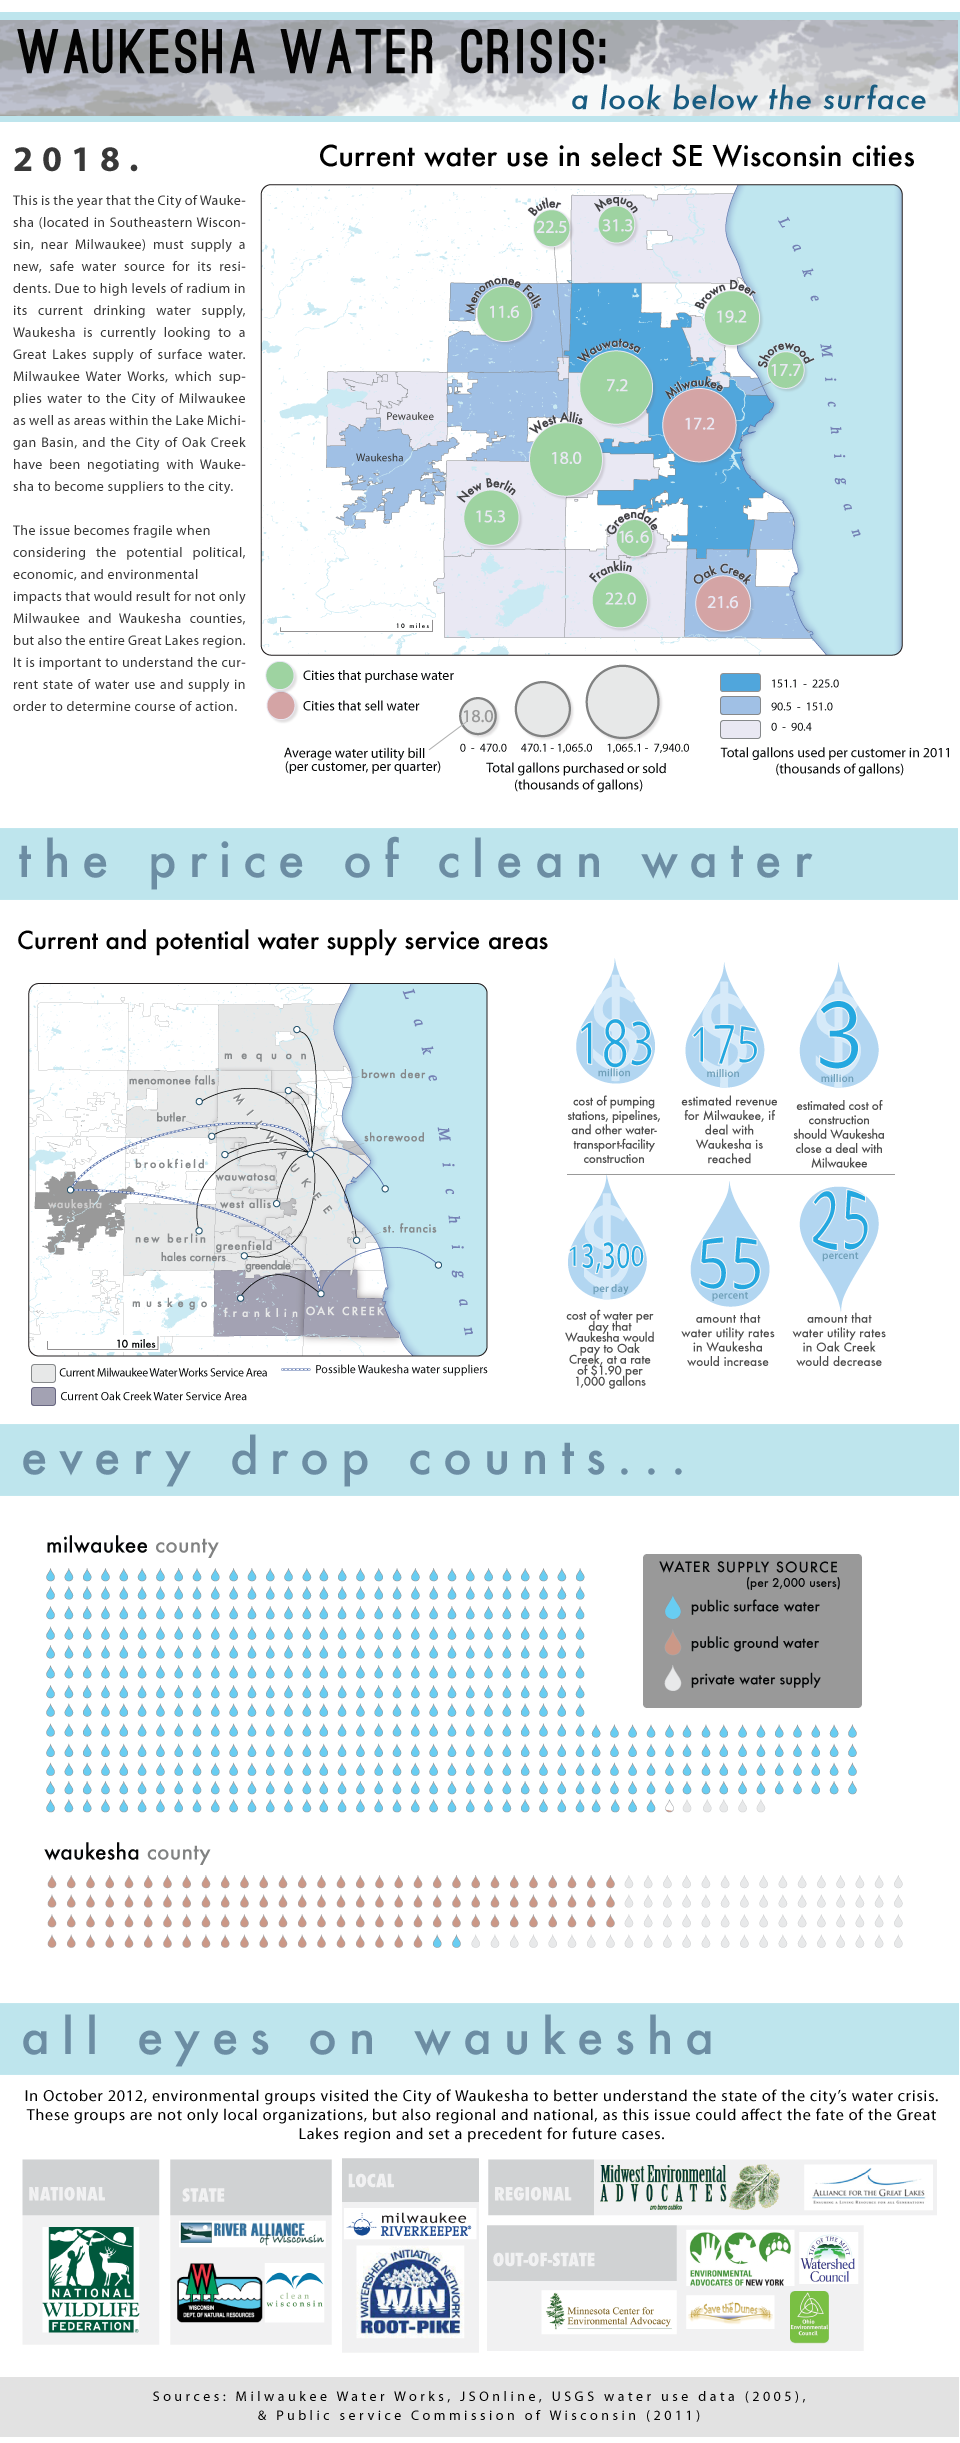 WAUKESHA WATER CRISIS:
a look below the surface
2018.
This is the year that the City of Wauke-
sha (located in Southeastern Wiscon-
sin, near Milwaukee) must supply a
new, safe water source for its resi-
dents. Due to high levels of radium in
its current drinking water supply,
Waukesha is currently looking to a
Great Lakes supply of surface water.
Milwaukee Water Works, which sup-
plies water to the City of Milwaukee
as well as areas within the Lake Michi-
gan Basin, and the City of Oak Creek
have been negotiating with Wauke-
sha to become suppliers to the city.
The issue becomes fragile when
considering the potential political,
economic, and environmental
impacts that would result for not only
Milwaukee and Waukesha counties,
but also the entire Great Lakes region.
It is important to understand the cur-
rent state of water use and supply in
order to determine course of action.
Current water use in select SE Wisconsin cities
Butler
22.5
Mequon
31.3
Menomonee Falls
11.6
Brown Deer
19.2
Wauwatosa
7.2
Shorewood
17.7
Milwaukee
17.2
Pewaukee
Waukesha
West Allis
18.0
New Berlin
15.3
Greendale
16.6
Franklin
22.0
Oak Creek
21.6
Lake Michigan
10 miles
Cities that purchase water
Cities that sell water
18.0
Average water utility bill
(per customer, per quarter)
0 - 470.0
470.1 - 1,065.0
1,065.1 - 7,940.0
Total gallons purchased or sold
(thousands of gallons)
151.1 - 225.0
90.5 - 151.0
0 - 90.4
Total gallons used per customer in 2011
(thousands of gallons)
the price of clean water
Current and potential water supply service areas
Lake Michigan
mequon
menomonee falls
brown deer
butler
MILWAUKEE
shorewood
brookfield
wauwatosa
waukesha
west allis
st. francis
new berlin
greenfield
hales corners
greendale
muskego
franklin
OAK CREEK
10 miles
Current Milwaukee Water Works Service Area
Possible Waukesha water suppliers
Current Oak Creek Water Service Area
$
183
million
cost of pumping
stations, pipelines,
and other water-
transport-facility
construction
$
175
million
estimated revenue
for Milwaukee, if
deal with
Waukesha is
reached
$
3
million
estimated cost of
construction
should Waukesha
close a deal with
Milwaukee
$
13,300
per day
cost of water per
day that
Waukesha would
pay to Oak
Creek, at a rate
of $1.90 per
1,000 gallons
55
percent
amount that
water utility rates
in Waukesha
would increase
25
percent
amount that
water utility rates
in Oak Creek
would decrease
every drop counts...
milwaukee county
WATER SUPPLY SOURCE
(per 2,000 users)
public surface water
public ground water
private water supply
waukesha county
all eyes on waukesha
In October 2012, environmental groups visited the City of Waukesha to better understand the state of the city's water crisis.
These groups are not only local organizations, but also regional and national, as this issue could affect the fate of the Great
Lakes region and set a precedent for future cases.
NATIONAL
NATIONAL
WILDLIFE
FEDERATION®
STATE
RIVER ALLIANCE
of Wisconsin
WISCONSIN
DEPT. OF NATURAL RESOURCES
clean
wisconsin
LOCAL
milwaukee
RIVERKEEPER®
WATERSHED INITIATIVE NETWORK
WIN
ROOT-PIKE
REGIONAL
Midwest Environmental
ADVOCATES
pro bono publico
ALLIANCE FOR THE GREAT LAKES
OUT-OF-STATE
ENVIRONMENTAL
ADVOCATES OF NEW YORK
TIP OF THE MITT
Watershed
Council
Minnesota Center for
Environmental Advocacy
Save the Dunes
Ohio
Environmental
Council
Sources: Milwaukee Water Works, JSOnline, USGS water use data (2005),
& Public service Commission of Wisconsin (2011)